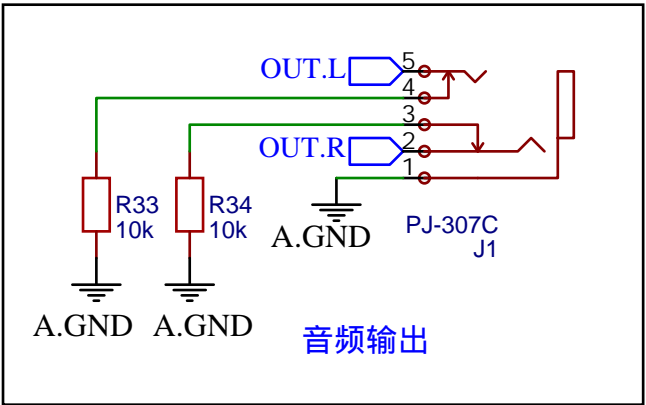 OUT.L
5
4
3
OUT.R
2
1
R33
10k
R34
10k
A.GND
PJ-307C
J1
A.GND
A.GND
音频输出